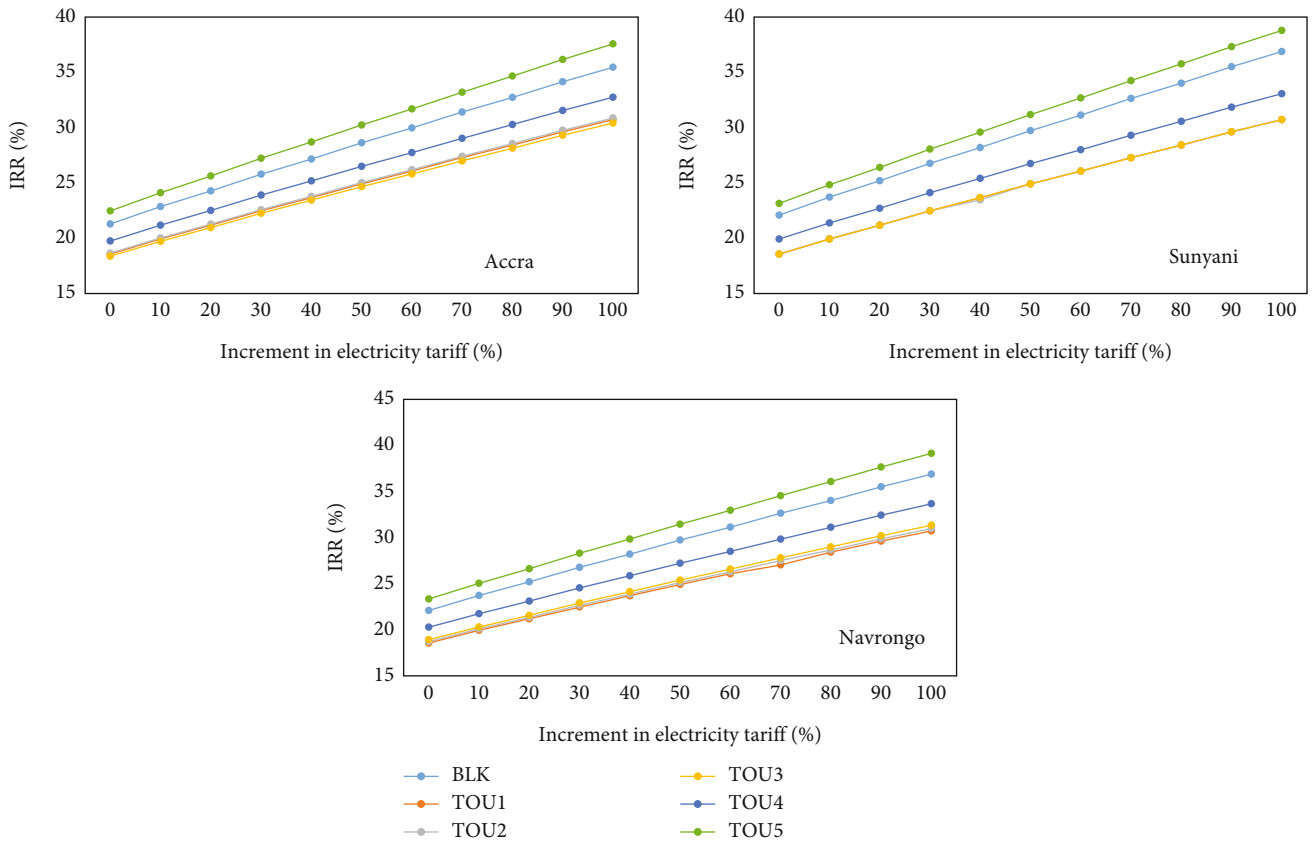 40
35
30
25
20
15
IRR (%)
Accra
0 10 20 30 40 50 60 70 80 90 100
Increment in electricity tariff (%)
40
35
30
25
20
15
IRR (%)
Sunyani
0 10 20 30 40 50 60 70 80 90 100
Increment in electricity tariff (%)
45
40
35
30
25
20
15
IRR (%)
Navrongo
0 10 20 30 40 50 60 70 80 90 100
Increment in electricity tariff (%)
BLK
TOU1
TOU2
TOU3
TOU4
TOU5